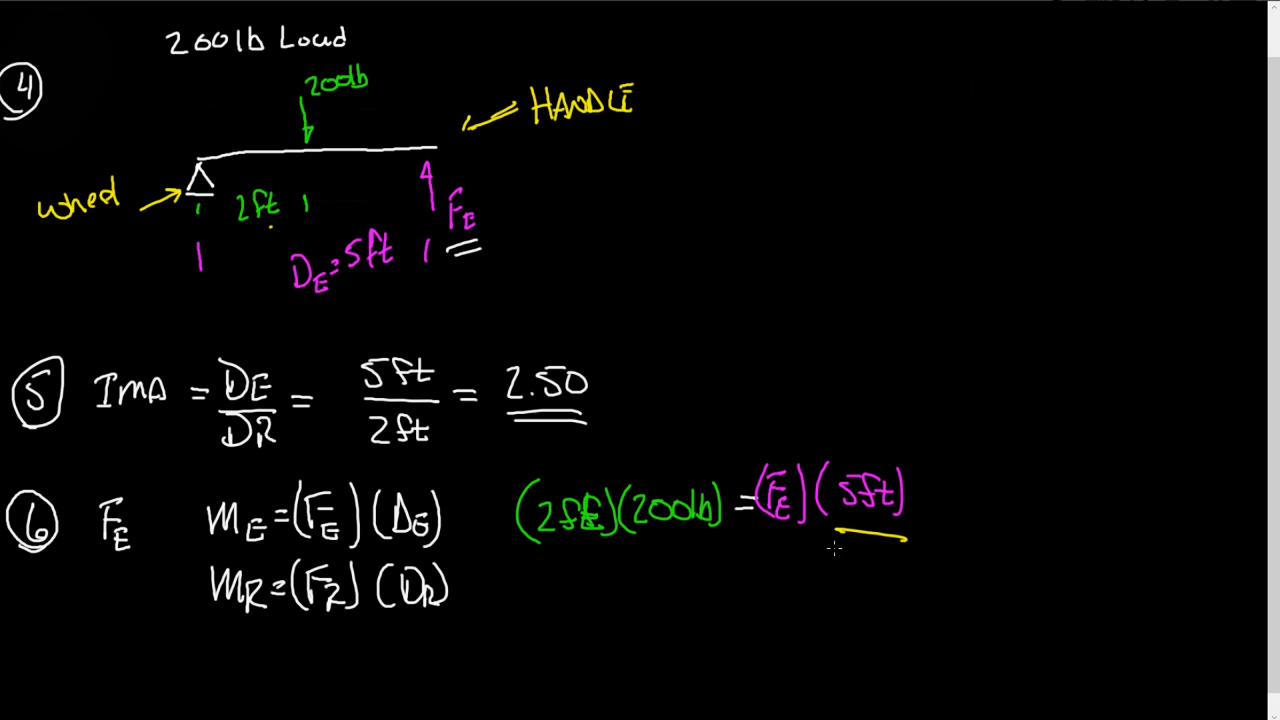 200lb Load
4
200lb
HANDLE
wheel
2ft
FE
DE=5ft
5 IMA = DE/DR = 5ft/2ft = 2.50
6 FE ME=(FE)(DE) (2ft)(200lb)=(FE)(5ft)
MR=(FR)(DR)